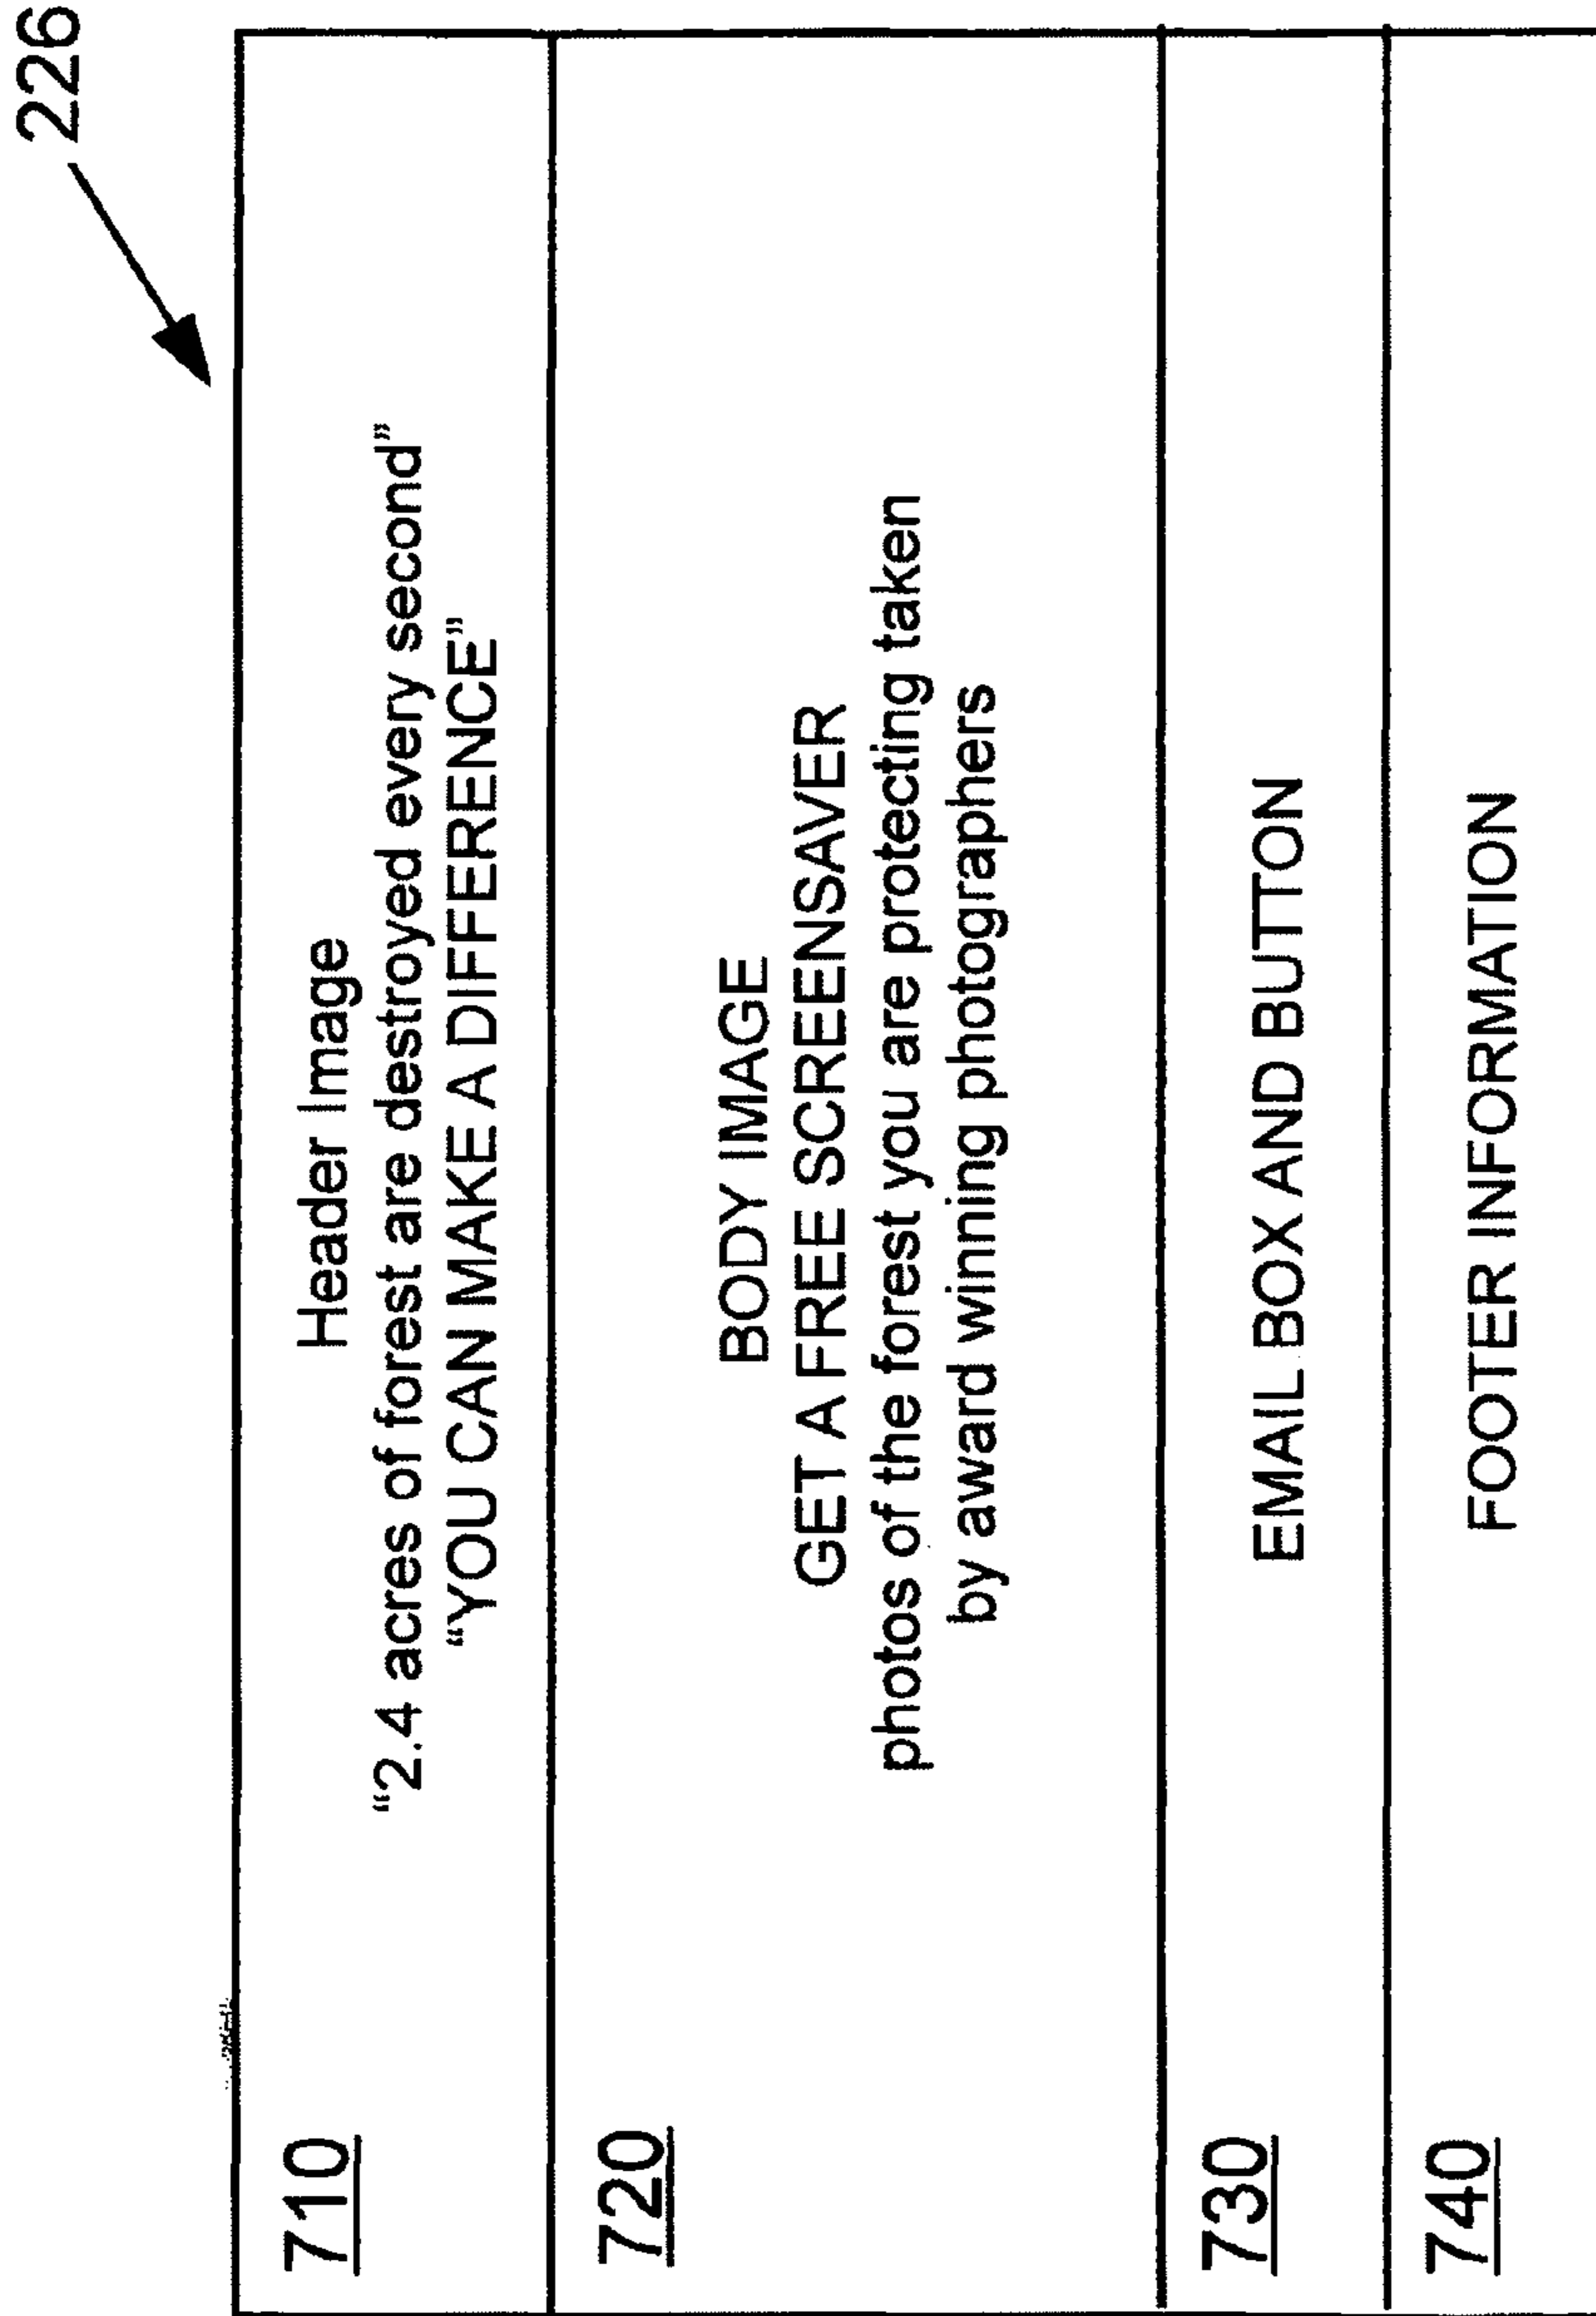 226
710
Header Image
“2.4 acres of forest are destroyed every second”
“YOU CAN MAKE A DIFFERENCE”
720
BODY IMAGE
GET A FREE SCREENSAVER
photos of the forest you are protecting taken
by award winning photographers
730
EMAIL BOX AND BUTTON
740
FOOTER INFORMATION